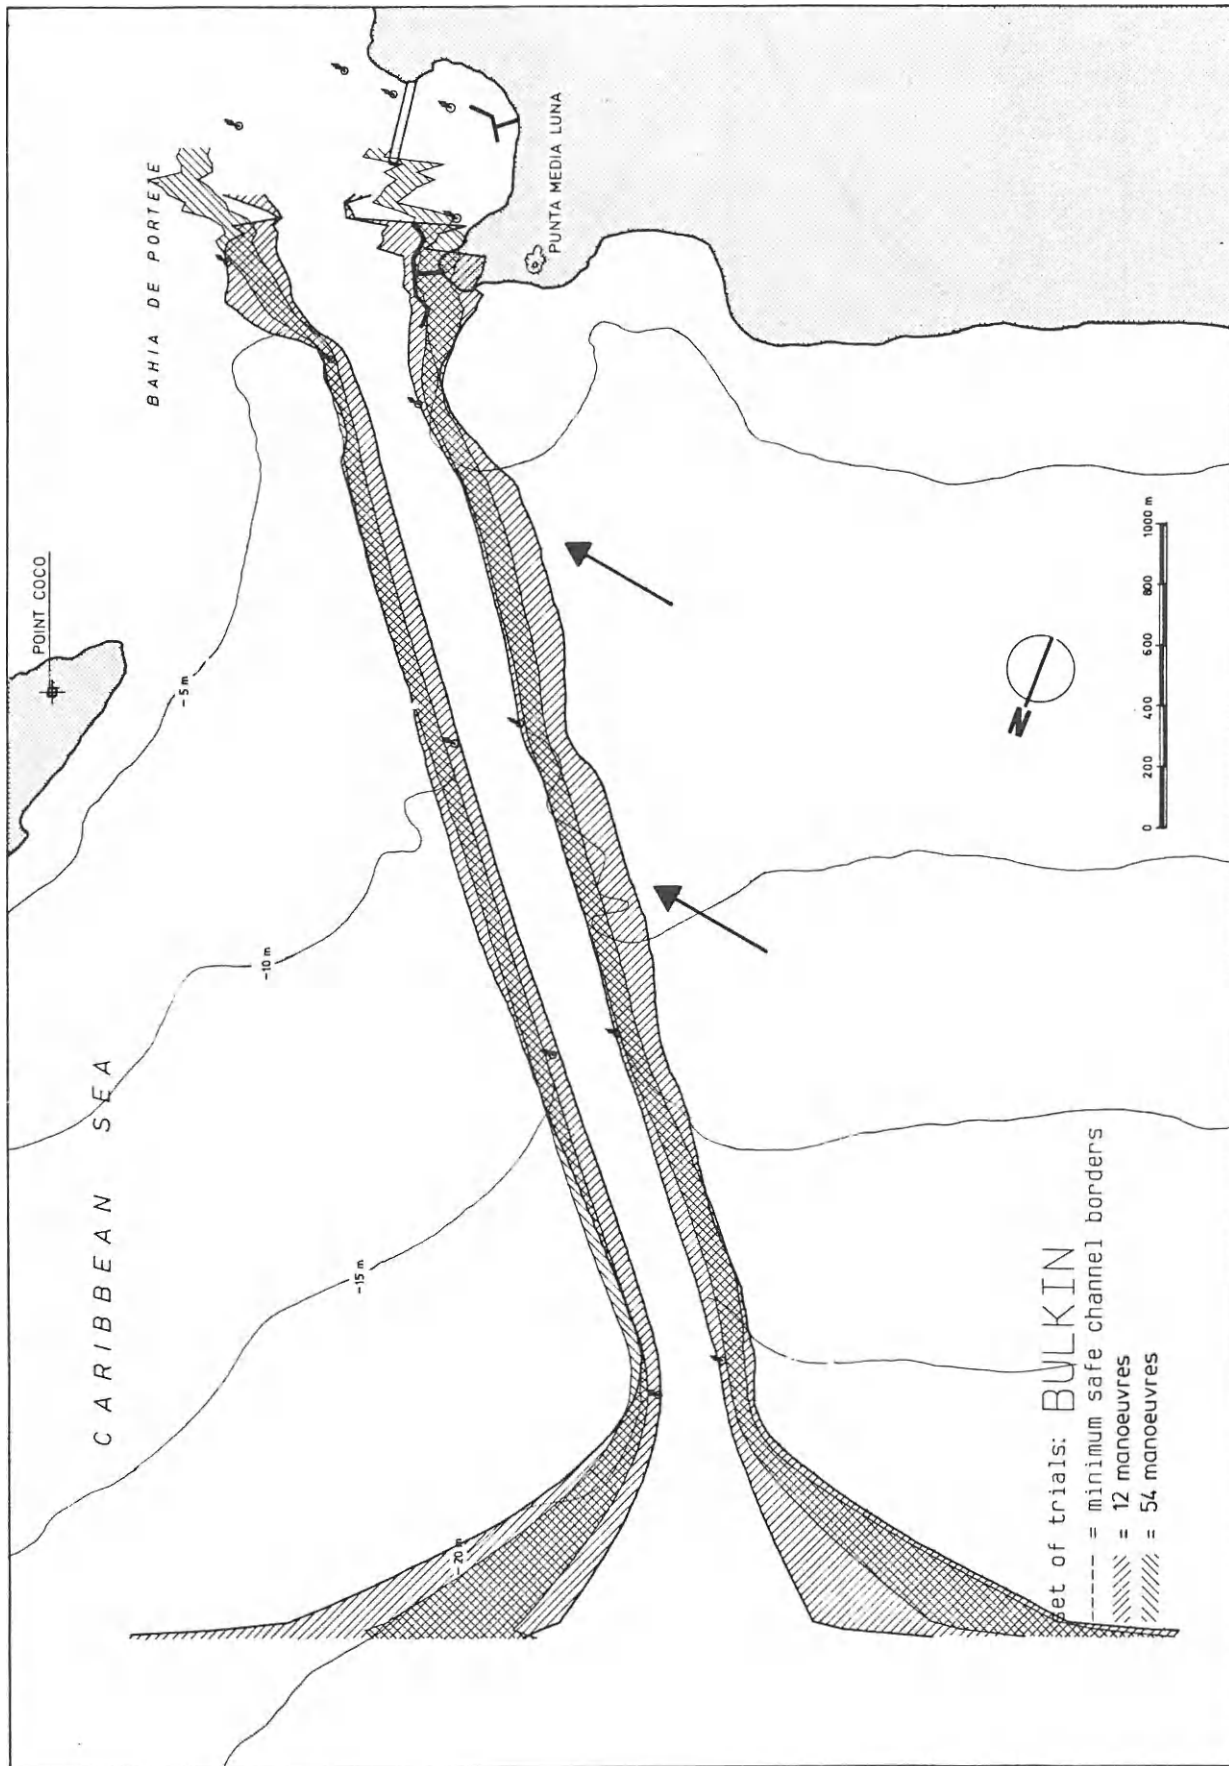 BAHIA DE PORTETE
POINT COCO
PUNTA MEDIA LUNA
CARIBBEAN SEA
-5 m
-10 m
-15 m
-20 m
N
0 200 400 600 800 1000 m
set of trials: BULKIN
----- = minimum safe channel borders
= 12 manoeuvres
= 54 manoeuvres